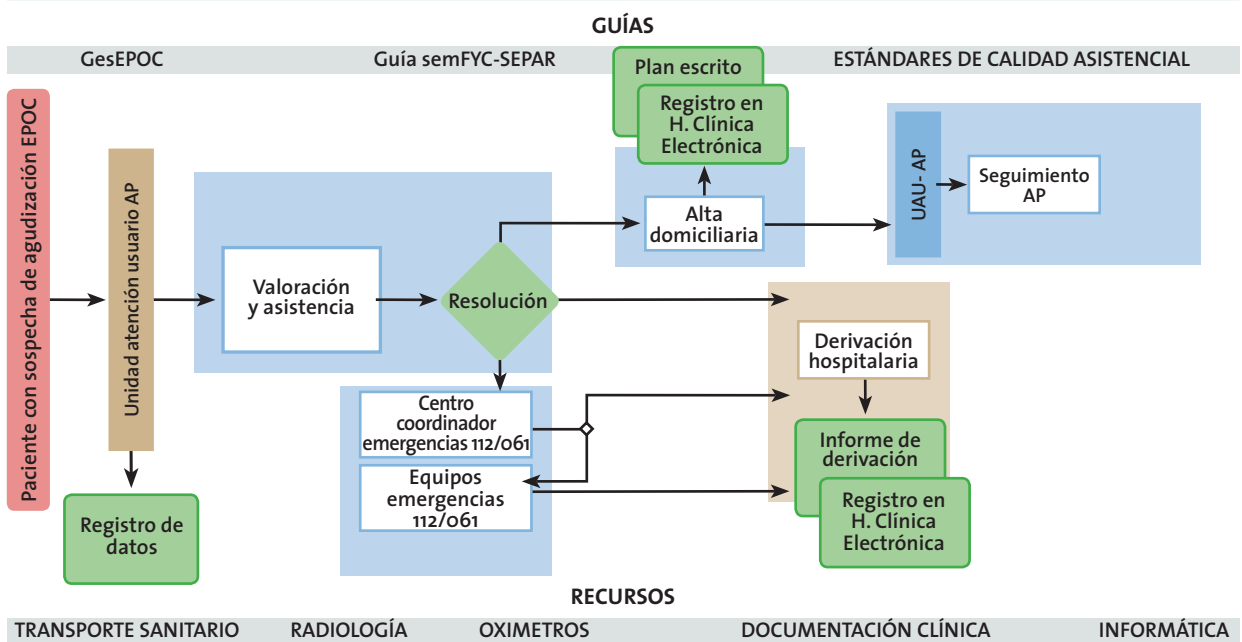 GUÍAS
GesEPOC
Guía semFYC-SEPAR
ESTÁNDARES DE CALIDAD ASISTENCIAL
Paciente con sospecha de agudización EPOC
Unidad atención usuario AP
Registro de
datos
Valoración
y asistencia
Resolución
Plan escrito
Registro en
H. Clínica
Electrónica
Alta
domiciliaria
UAU- AP
Seguimiento
AP
Centro
coordinador
emergencias 112/061
Equipos
emergencias
112/061
Derivación
hospitalaria
Informe de
derivación
Registro en
H. Clínica
Electrónica
RECURSOS
TRANSPORTE SANITARIO
RADIOLOGÍA
OXIMETROS
DOCUMENTACIÓN CLÍNICA
INFORMÁTICA